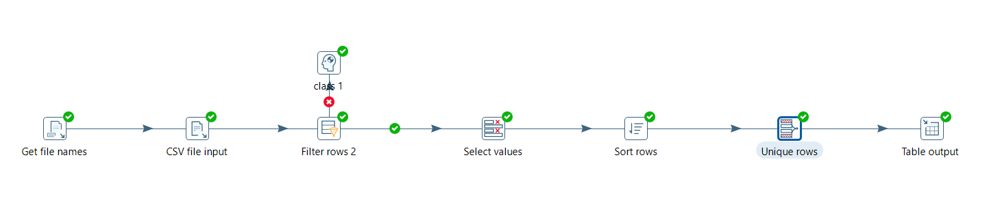 class 1
Get file names
CSV file input
Filter rows 2
Select values
Sort rows
Unique rows
Table output